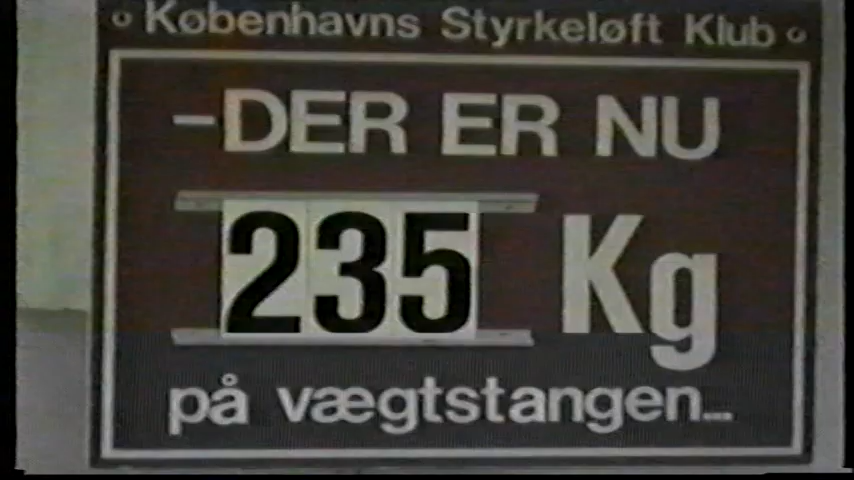 Københavns Styrkeløft Klub
-DER ER NU
235 Kg
på vægtstangen...